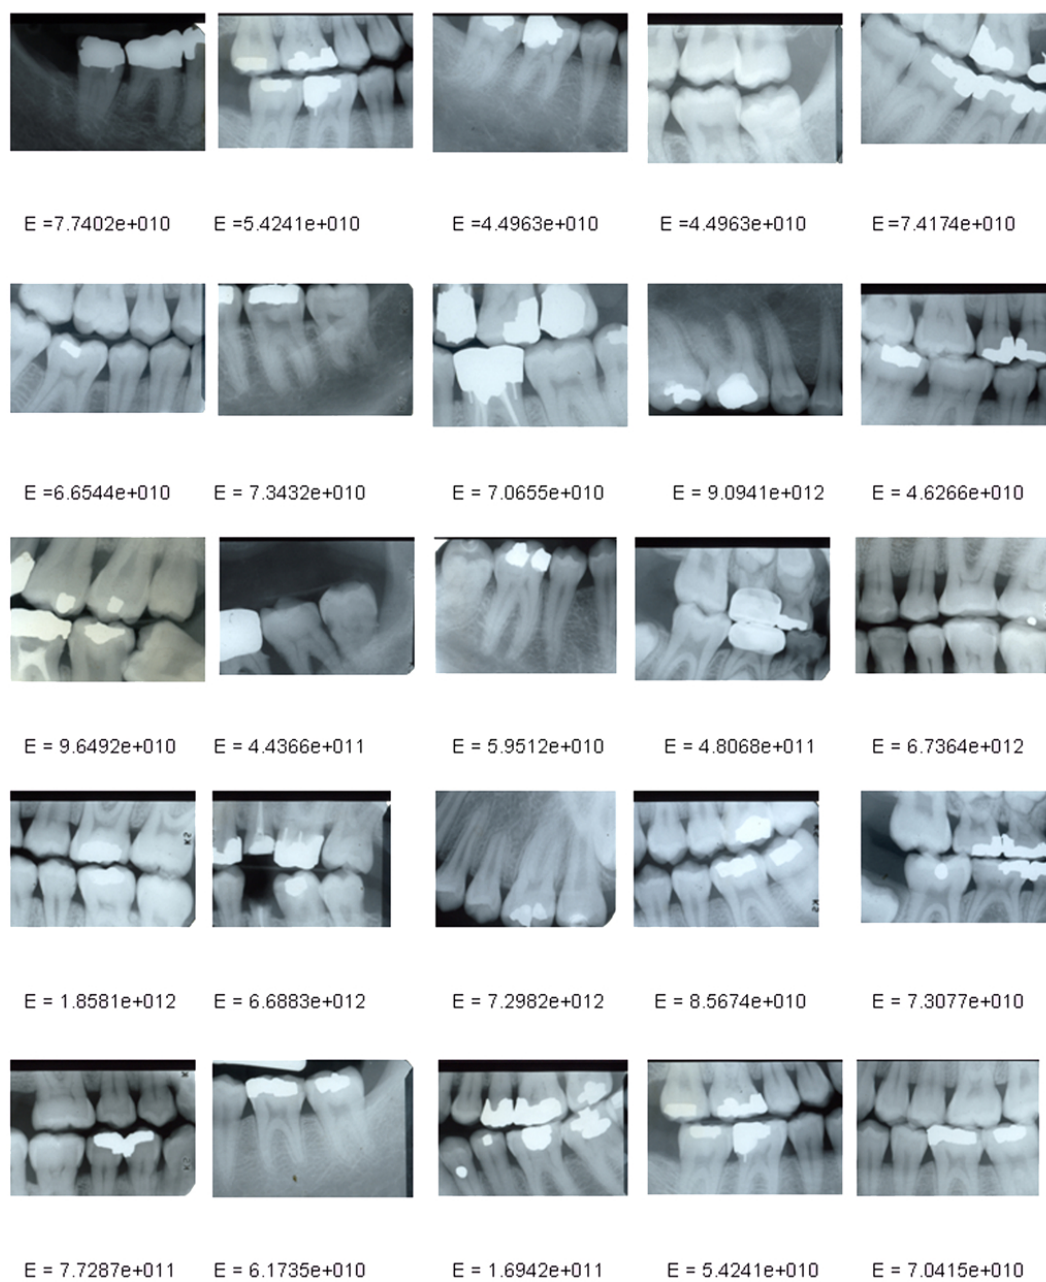 E =7.7402e+010 E =5.4241e+010 E =4.4963e+010 E =4.4963e+010 E =7.4174e+010
E =6.6544e+010 E = 7.3432e+010 E = 7.0655e+010 E = 9.0941e+012 E = 4.6266e+010
E = 9.6492e+010 E = 4.4366e+011 E = 5.9512e+010 E = 4.8068e+011 E = 6.7364e+012
K2
E = 1.8581e+012 E = 6.6883e+012 E = 7.2982e+012 E = 8.5674e+010 E = 7.3077e+010
E = 7.7287e+011 E = 6.1735e+010 E = 1.6942e+011 E = 5.4241e+010 E = 7.0415e+010